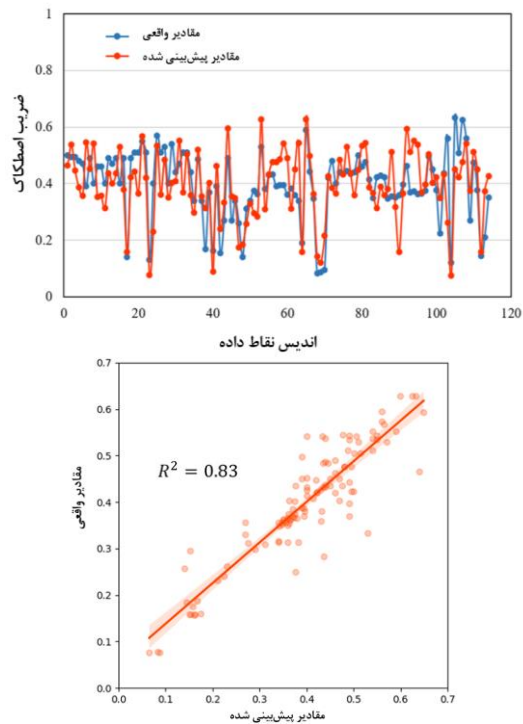 1
0.8
0.6
0.4
0.2
0
ضریب اصطکاک
مقادیر واقعی
مقادیر پیش‌بینی شده
0 20 40 60 80 100 120
اندیس نقاط داده
0.7
0.6
0.5
0.4
0.3
0.2
0.1
0.0
مقادیر واقعی
R² = 0.83
0.0 0.1 0.2 0.3 0.4 0.5 0.6 0.7
مقادیر پیش‌بینی شده